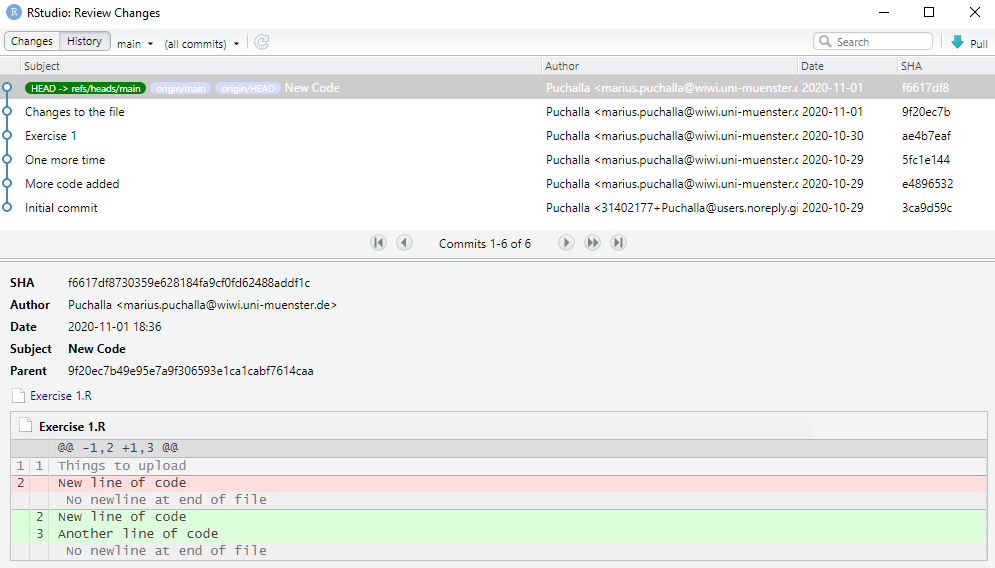 R RStudio: Review Changes
Changes History main (all commits) Search Pull
Subject Author Date SHA
HEAD -> refs/heads/main origin/main origin/HEAD New Code Puchalla <marius.puchalla@wiwi.uni-muenster.c 2020-11-01 f6617df8
Changes to the file Puchalla <marius.puchalla@wiwi.uni-muenster.c 2020-11-01 9f20ec7b
Exercise 1 Puchalla <marius.puchalla@wiwi.uni-muenster.c 2020-10-30 ae4b7eaf
One more time Puchalla <marius.puchalla@wiwi.uni-muenster.c 2020-10-29 5fc1e144
More code added Puchalla <marius.puchalla@wiwi.uni-muenster.c 2020-10-29 e4896532
Initial commit Puchalla <31402177+Puchalla@users.noreply.gi 2020-10-29 3ca9d59c
Commits 1-6 of 6
SHA f6617df8730359e628184fa9cf0fd62488addf1c
Author Puchalla <marius.puchalla@wiwi.uni-muenster.de>
Date 2020-11-01 18:36
Subject New Code
Parent 9f20ec7b49e95e7a9f306593e1ca1cabf7614caa
Exercise 1.R
Exercise 1.R
@@ -1,2 +1,3 @@
1 1 Things to upload
2 New line of code
No newline at end of file
2 New line of code
3 Another line of code
No newline at end of file